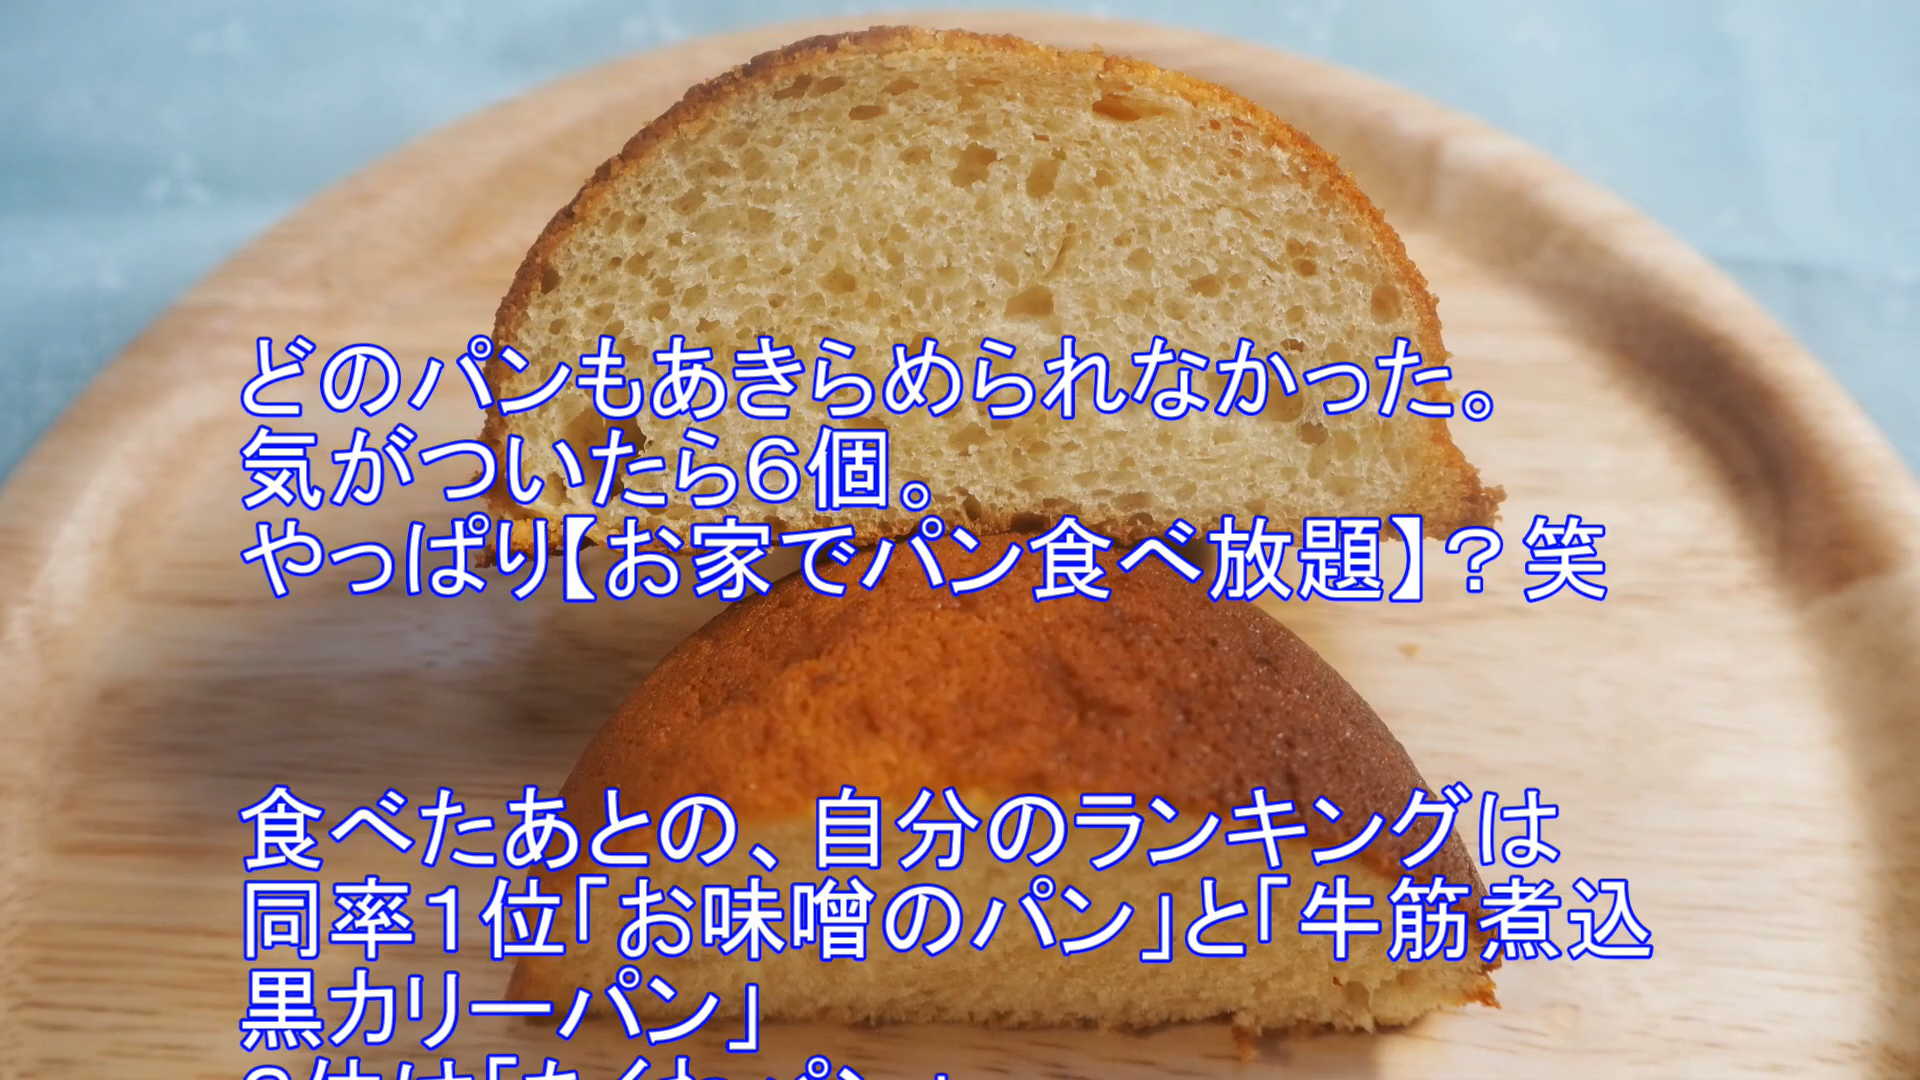 どのパンもあきらめられなかった。
気がついたら６個。
やっぱり【お家でパン食べ放題】？笑
食べたあとの、自分のランキングは
同率１位「お味噌のパン」と「牛筋煮込
黒カリーパン」